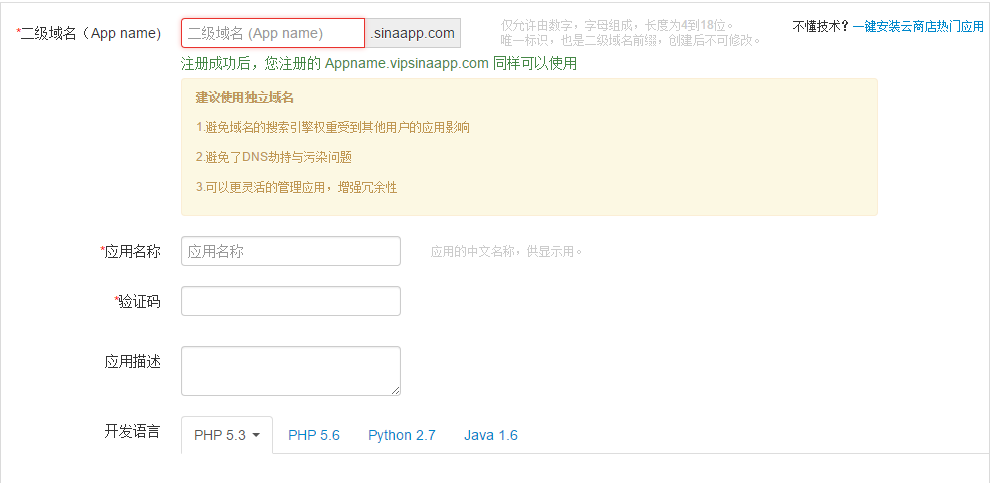 *二级域名（App name) 二级域名 (App name) .sinaapp.com 仅允许由数字，字母组成，长度为4到18位。 不懂技术？一键安装云商店热门应用
唯一标识，也是二级域名前缀，创建后不可修改。
注册成功后，您注册的 Appname.vipsinaapp.com 同样可以使用
建议使用独立域名
1.避免域名的搜索引擎权重受到其他用户的应用影响
2.避免了DNS劫持与污染问题
3.可以更灵活的管理应用，增强冗余性
*应用名称 应用名称 应用的中文名称，供显示用。
*验证码
应用描述
开发语言 PHP 5.3 PHP 5.6 Python 2.7 Java 1.6